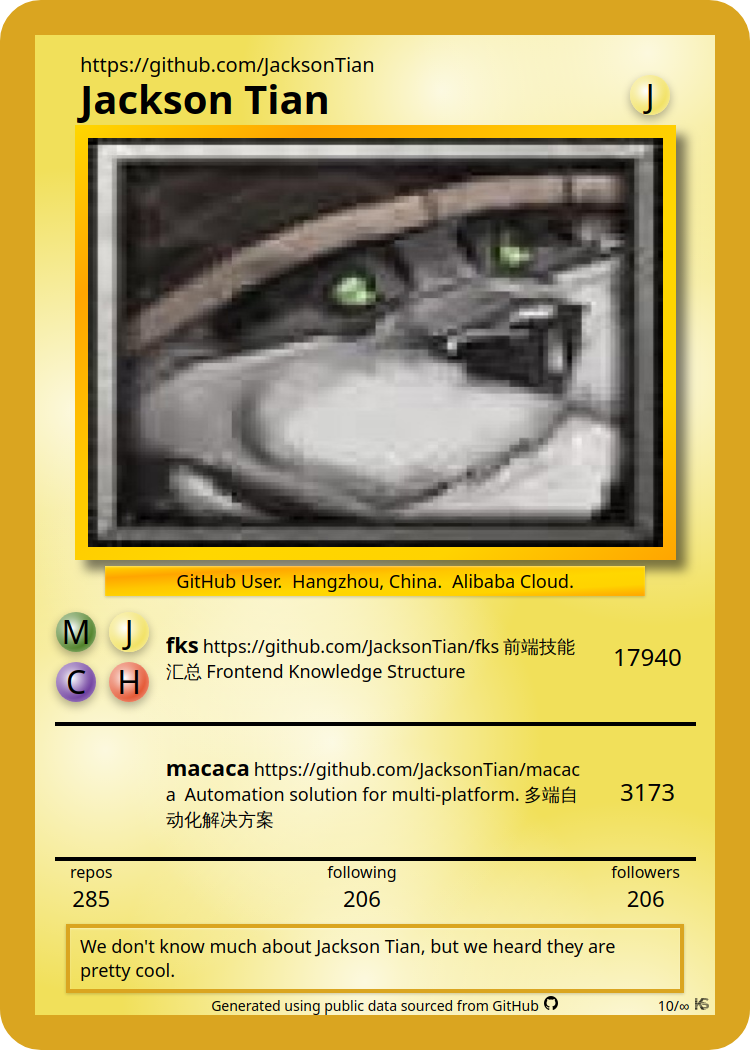 https://github.com/JacksonTian
Jackson Tian
J
GitHub User.  Hangzhou, China.  Alibaba Cloud.
M J
C H
fks https://github.com/JacksonTian/fks 前端技能
汇总 Frontend Knowledge Structure
17940
macaca https://github.com/JacksonTian/macac
a  Automation solution for multi-platform. 多端自
动化解决方案
3173
repos following followers
285 206 206
We don't know much about Jackson Tian, but we heard they are
pretty cool.
Generated using public data sourced from GitHub
10/∞ KS